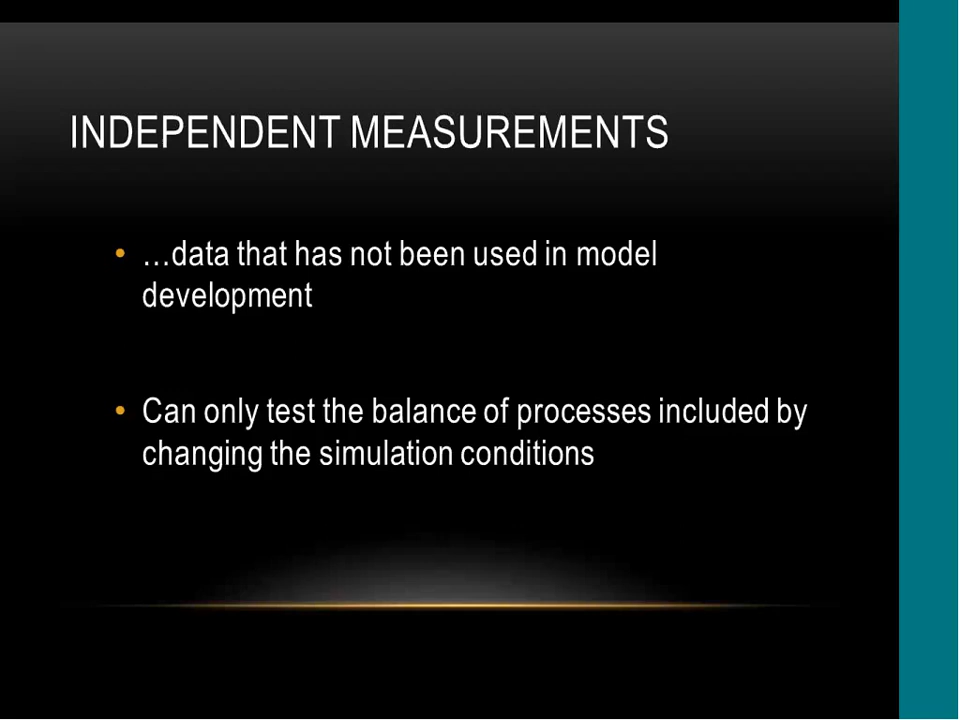 INDEPENDENT MEASUREMENTS
• …data that has not been used in model
development
• Can only test the balance of processes included by
changing the simulation conditions